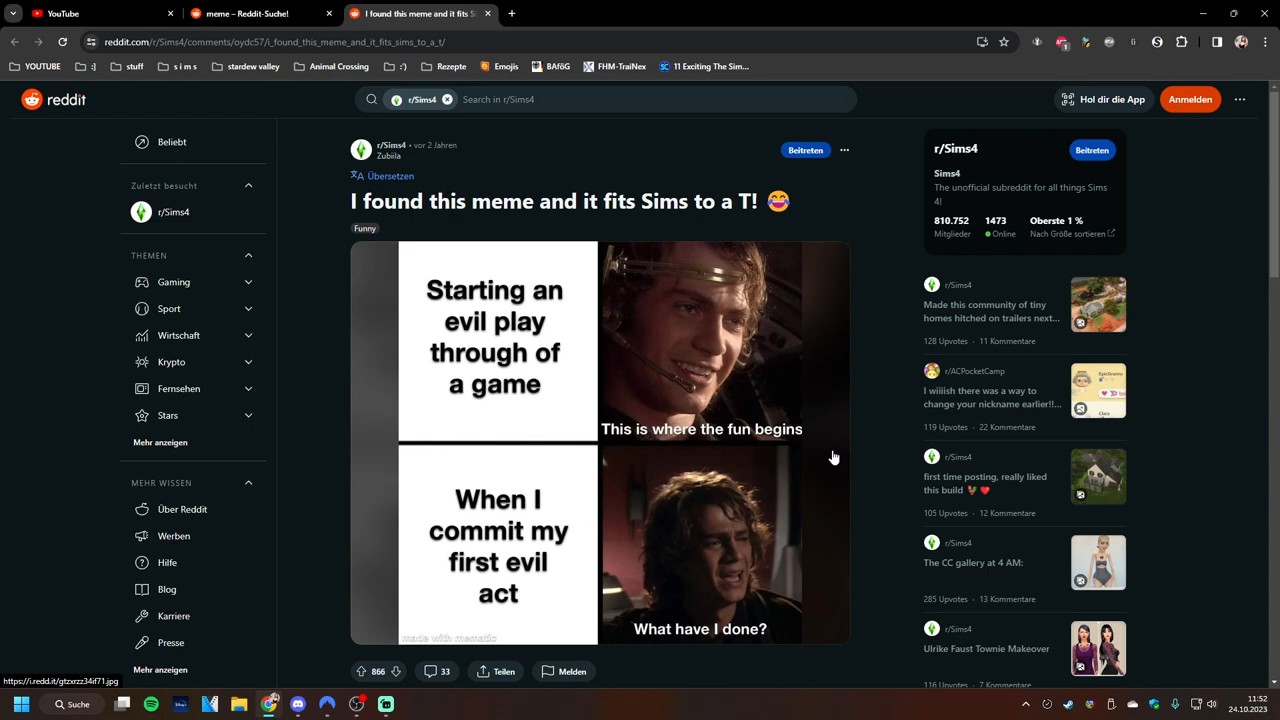 YouTube
meme – Reddit-Suche!
I found this meme and it fits S
reddit.com/r/Sims4/comments/oydc57/i_found_this_meme_and_it_fits_sims_to_a_t/
YOUTUBE
:)
stuff
s i m s
stardew valley
Animal Crossing
:')
Rezepte
Emojis
BAföG
FHM-TraiNex
11 Exciting The Sim...
reddit
r/Sims4
Search in r/Sims4
Hol dir die App
Anmelden
Beliebt
Zuletzt besucht
r/Sims4
THEMEN
Gaming
Sport
Wirtschaft
Krypto
Fernsehen
Stars
Mehr anzeigen
MEHR WISSEN
Über Reddit
Werben
Hilfe
Blog
Karriere
Presse
Mehr anzeigen
r/Sims4 • vor 2 Jahren
Zubiila
Beitreten
Übersetzen
I found this meme and it fits Sims to a T! 😂
Funny
Starting an
evil play
through of
a game
This is where the fun begins
When I
commit my
first evil
act
What have I done?
made with mematic
866
33
Teilen
Melden
r/Sims4
Beitreten
Sims4
The unofficial subreddit for all things Sims
4!
810.752 1473 Oberste 1 %
Mitglieder Online Nach Größe sortieren
r/Sims4
Made this community of tiny
homes hitched on trailers next...
128 Upvotes · 11 Kommentare
r/ACPocketCamp
I wiiiish there was a way to
change your nickname earlier!!...
119 Upvotes · 22 Kommentare
r/Sims4
first time posting, really liked
this build 🐓❤️
105 Upvotes · 12 Kommentare
r/Sims4
The CC gallery at 4 AM:
285 Upvotes · 13 Kommentare
r/Sims4
Ulrike Faust Townie Makeover
116 Upvotes · 7 Kommentare
https://i.redd.it/gtzxrzz34if71.jpg
Suche
11:52
24.10.2023